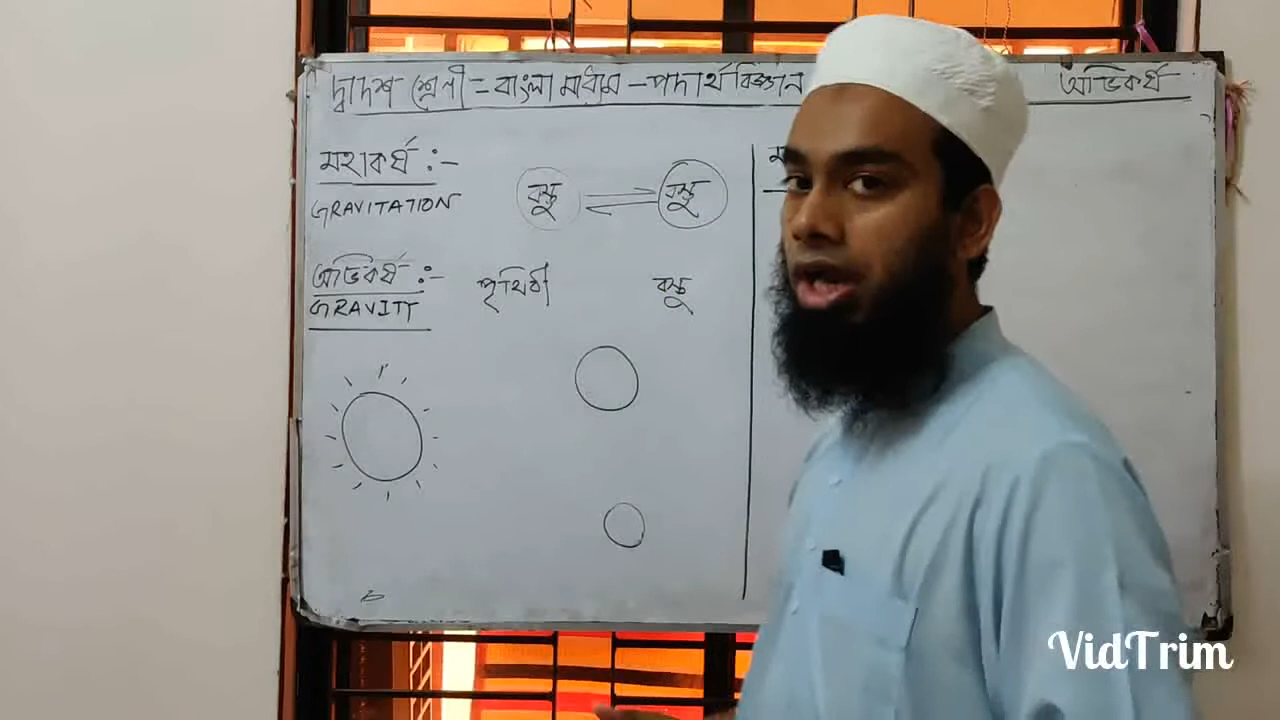 দ্বাদশ শ্রেণী = বাংলা মাধ্যম – পদার্থবিজ্ঞান অভিকর্ষ
মহাকর্ষ :-
GRAVITATION
বস্তু বস্তু
অভিকর্ষ :-
GRAVITY
পৃথিবী বস্তু
VidTrim